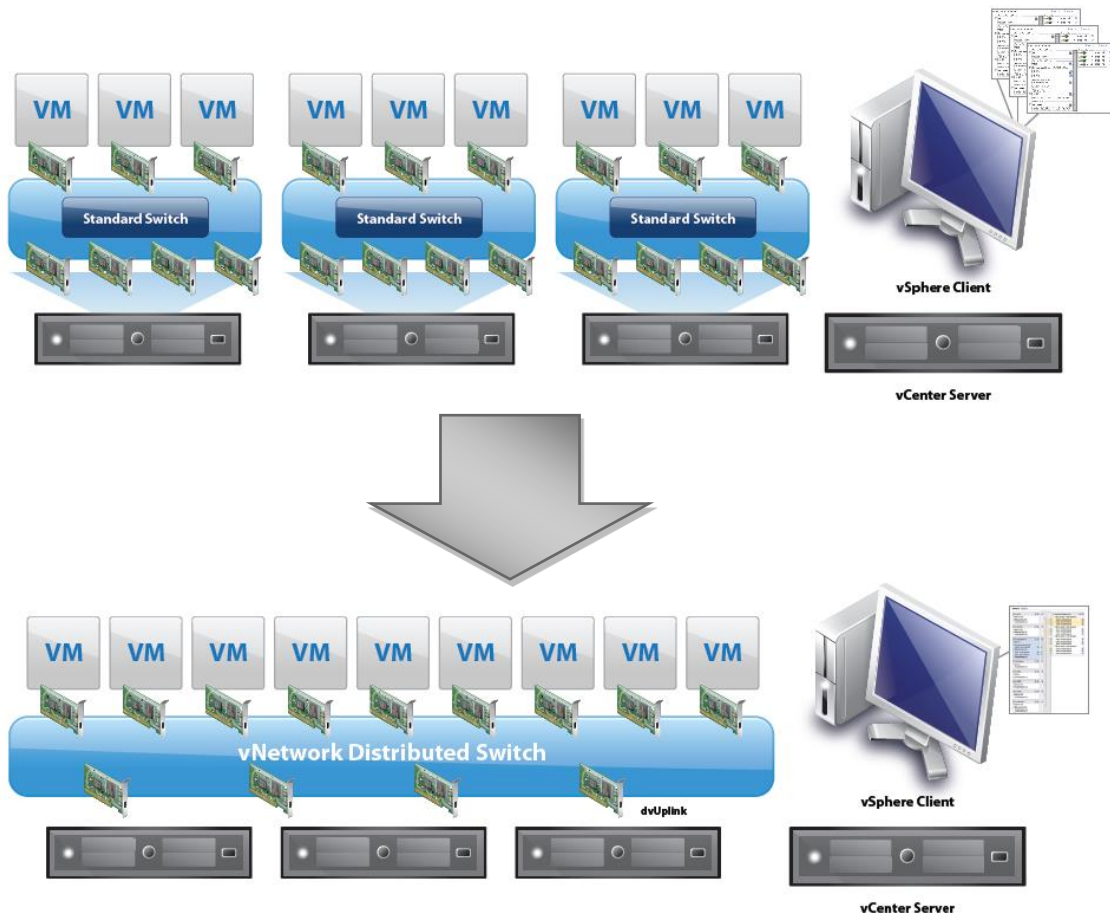 VM VM VM
VM VM VM
VM VM VM
Standard Switch
Standard Switch
Standard Switch
vSphere Client
vCenter Server
VM VM VM VM VM VM VM VM VM
vNetwork Distributed Switch
dvUplink
vSphere Client
vCenter Server